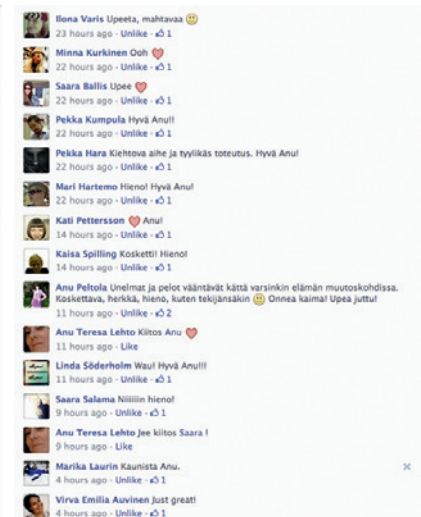 Ilona Varis Upeeta, mahtavaa
23 hours ago · Unlike · 1
Minna Kurkinen Ooh
22 hours ago · Unlike · 1
Saara Ballis Upee
22 hours ago · Unlike · 1
Pekka Kumpula Hyvä Anu!!
22 hours ago · Unlike · 1
Pekka Hara Kiehtova aihe ja tyylikäs toteutus. Hyvä Anu!
22 hours ago · Unlike · 1
Mari Hartemo Hieno! Hyvä Anu!
22 hours ago · Unlike · 1
Kati Pettersson Anu!
14 hours ago · Unlike · 1
Kaisa Spilling Kosketti! Hieno!
14 hours ago · Unlike · 1
Anu Peltola Unelmat ja pelot vääntävät kättä varsinkin elämän muutoskohdissa.
Koskettava, herkkä, hieno, kuten tekijänsäkin Onnea kaima! Upea juttu!
11 hours ago · Unlike · 2
Anu Teresa Lehto Kiitos Anu
11 hours ago · Like
Linda Söderholm Wau! Hyvä Anu!!!
11 hours ago · Unlike · 1
Saara Salama Niiiiiin hieno!
9 hours ago · Unlike · 1
Anu Teresa Lehto Jee kiitos Saara !
9 hours ago · Like
Marika Laurin Kaunista Anu.
4 hours ago · Unlike · 1
Virva Emilia Auvinen Just great!
4 hours ago · Unlike · 1